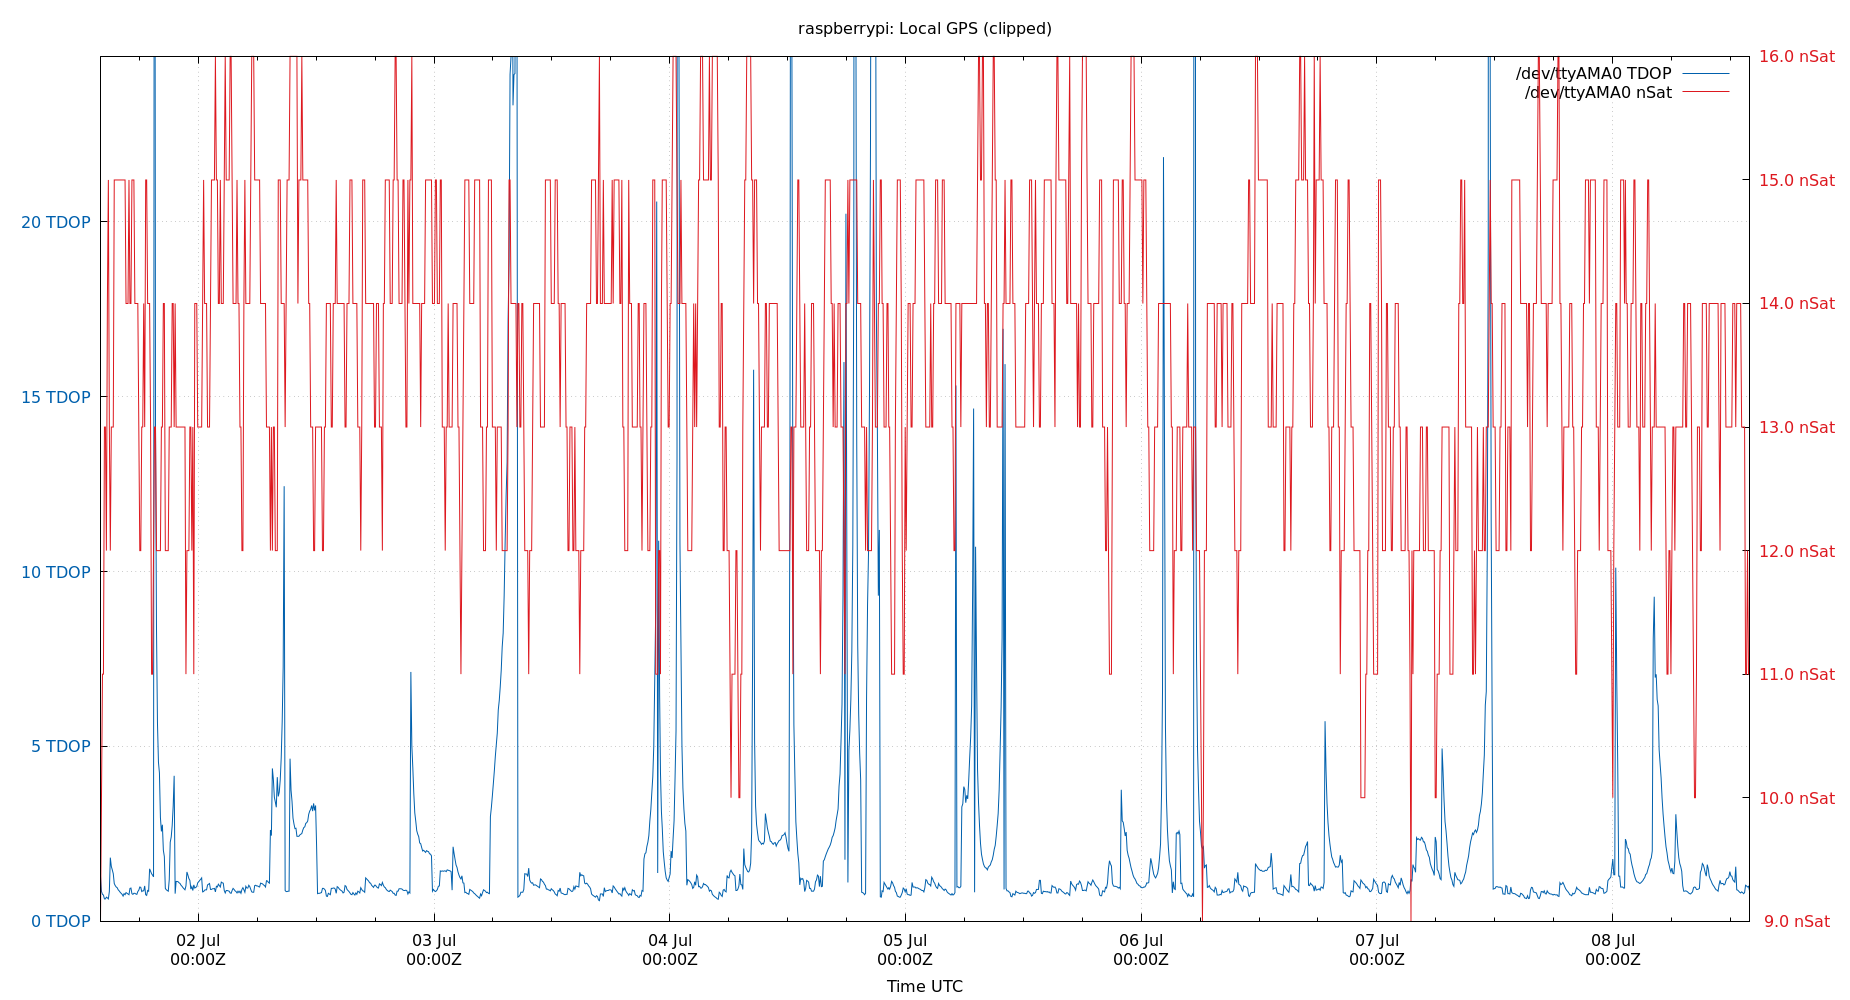 raspberrypi: Local GPS (clipped)
/dev/ttyAMA0 TDOP
/dev/ttyAMA0 nSat
20 TDOP
15 TDOP
10 TDOP
5 TDOP
0 TDOP
16.0 nSat
15.0 nSat
14.0 nSat
13.0 nSat
12.0 nSat
11.0 nSat
10.0 nSat
9.0 nSat
02 Jul
00:00Z
03 Jul
00:00Z
04 Jul
00:00Z
05 Jul
00:00Z
06 Jul
00:00Z
07 Jul
00:00Z
08 Jul
00:00Z
Time UTC